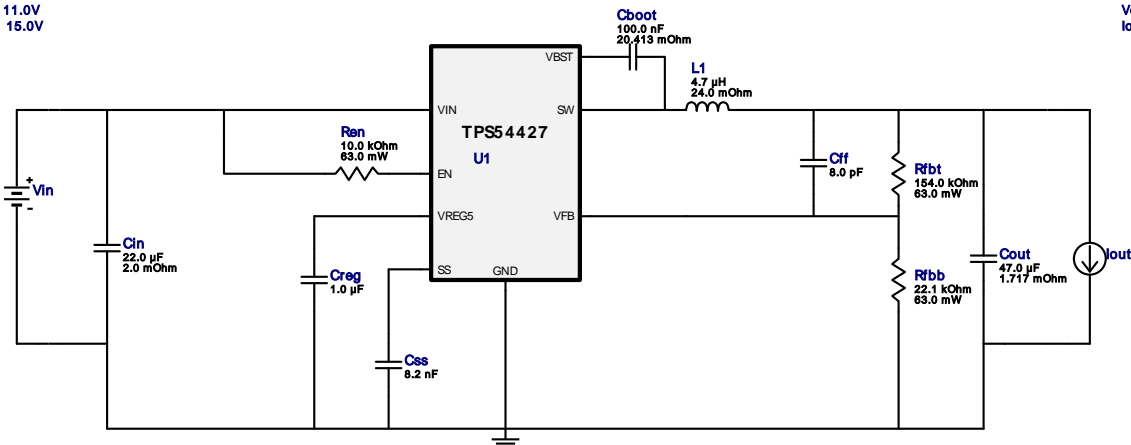 11.0V
15.0V
Cboot
100.0 nF
20.413 mOhm
VBST
L1
4.7 µH
24.0 mOhm
VIN
SW
TPS54427
U1
Ren
10.0 kOhm
63.0 mW
EN
Cff
8.0 pF
Rfbt
154.0 kOhm
63.0 mW
+
Vin
-
VREG5
VFB
Cin
22.0 µF
2.0 mOhm
SS
GND
Creg
1.0 µF
Rfbb
22.1 kOhm
63.0 mW
Cout
47.0 µF
1.717 mOhm
Iout
Css
8.2 nF